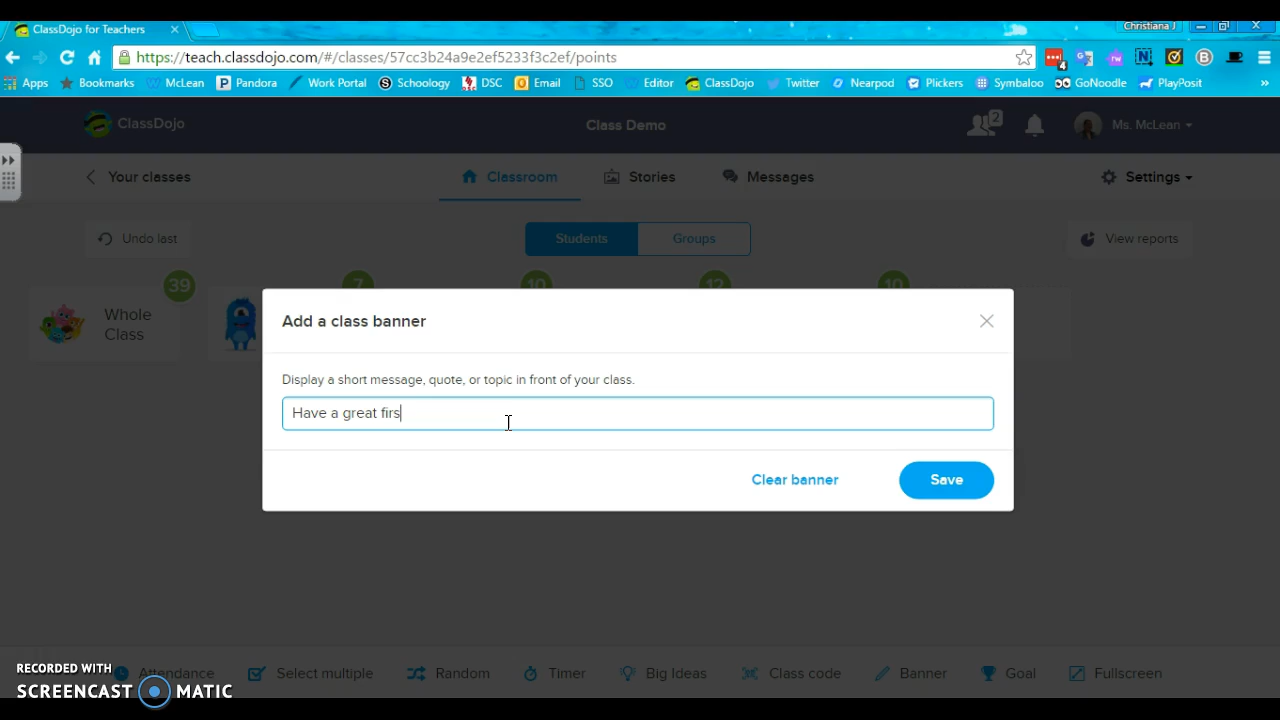 ClassDojo for Teachers
Christiana J
https://teach.classdojo.com/#/classes/57cc3b24a9e2ef5233f3c2ef/points
Apps Bookmarks McLean Pandora Work Portal Schoology DSC Email SSO Editor ClassDojo Twitter Nearpod Plickers Symbaloo GoNoodle PlayPosit »
ClassDojo Class Demo 2 Ms. McLean
Your classes Classroom Stories Messages Settings
Undo last Students Groups View reports
39 7 10 12 10
Whole
Class
Add a class banner
Display a short message, quote, or topic in front of your class.
Have a great firs
Clear banner Save
Attendance Select multiple Random Timer Big Ideas Class code Banner Goal Fullscreen
RECORDED WITH
SCREENCAST MATIC